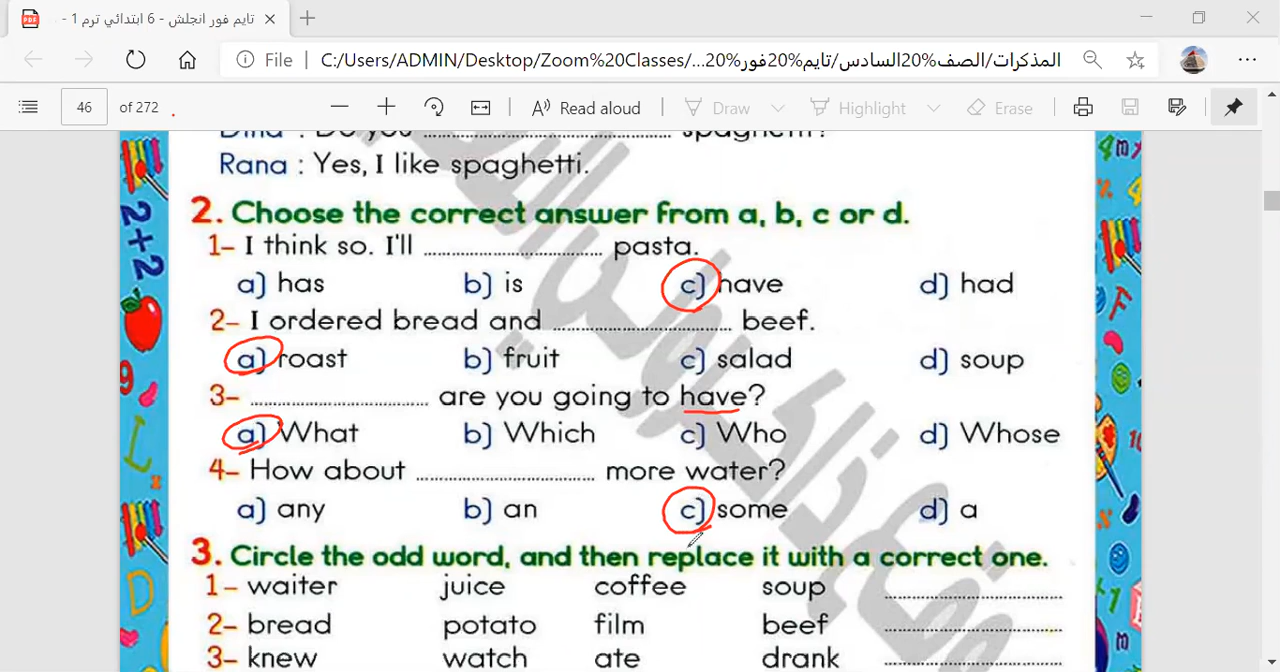 تايم فور انجلش - 6 ابتدائي ترم 1 -
File
C:/Users/ADMIN/Desktop/Zoom%20Classes/المذكرات/الصف%20السادس/تايم%20فور%20...
46 of 272
Read aloud
Draw
Highlight
Erase
spaghetti?
Rana : Yes, I like spaghetti.
2. Choose the correct answer from a, b, c or d.
1- I think so. I'll .................... pasta.
a) has b) is c) have d) had
2- I ordered bread and .................... beef.
a) roast b) fruit c) salad d) soup
3- .................... are you going to have?
a) What b) Which c) Who d) Whose
4- How about .................... more water?
a) any b) an c) some d) a
3. Circle the odd word, and then replace it with a correct one.
1- waiter juice coffee soup ....................
2- bread potato film beef ....................
3- knew watch ate drank ....................